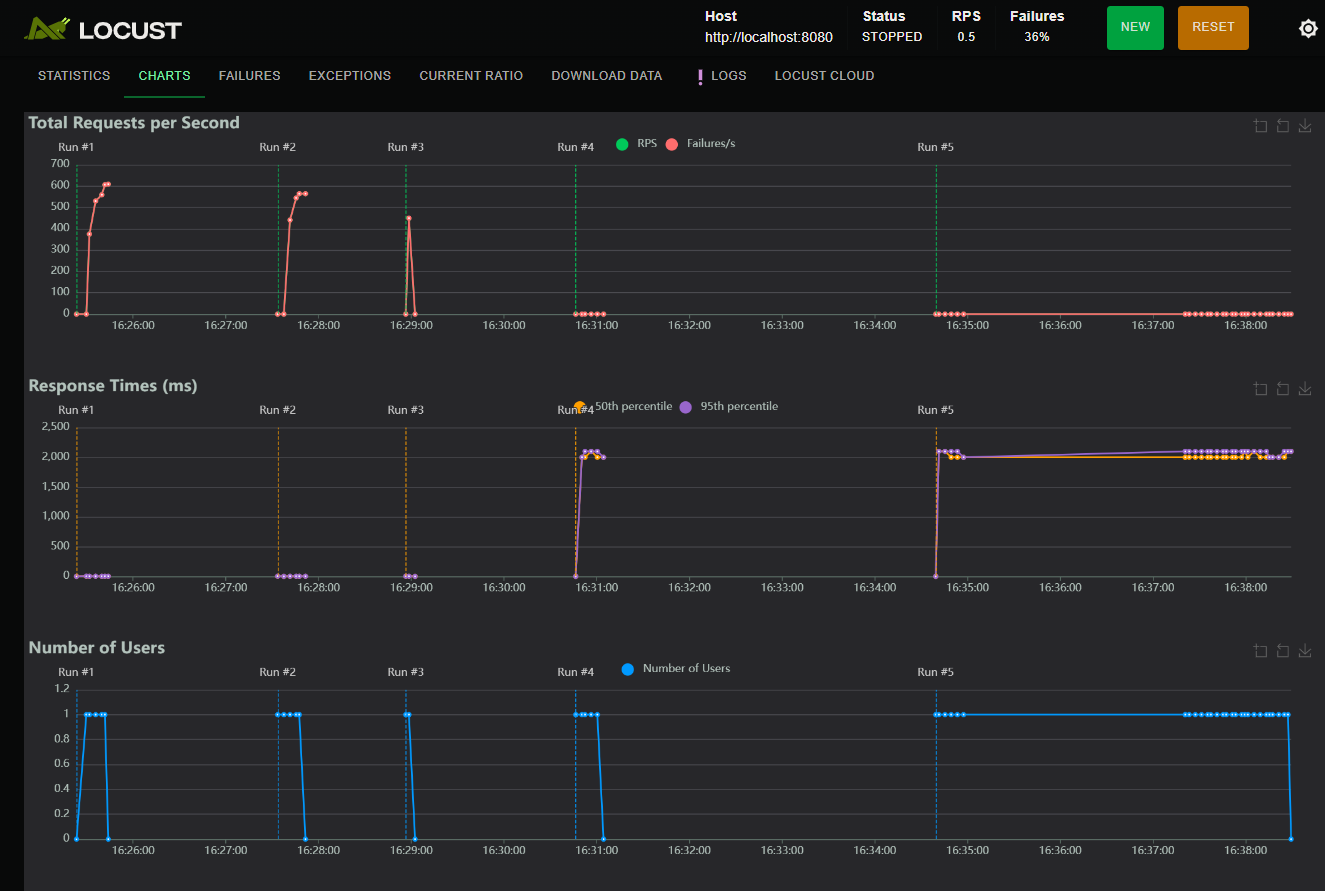 LOCUST
Host Status RPS Failures
http://localhost:8080 STOPPED 0.5 36%
NEW RESET
STATISTICS CHARTS FAILURES EXCEPTIONS CURRENT RATIO DOWNLOAD DATA LOGS LOCUST CLOUD
Total Requests per Second
RPS Failures/s
Run #1 Run #2 Run #3 Run #4 Run #5
700
600
500
400
300
200
100
0
16:26:00 16:27:00 16:28:00 16:29:00 16:30:00 16:31:00 16:32:00 16:33:00 16:34:00 16:35:00 16:36:00 16:37:00 16:38:00
Response Times (ms)
50th percentile 95th percentile
Run #1 Run #2 Run #3 Run #4 Run #5
2,500
2,000
1,500
1,000
500
0
16:26:00 16:27:00 16:28:00 16:29:00 16:30:00 16:31:00 16:32:00 16:33:00 16:34:00 16:35:00 16:36:00 16:37:00 16:38:00
Number of Users
Number of Users
Run #1 Run #2 Run #3 Run #4 Run #5
1.2
1
0.8
0.6
0.4
0.2
0
16:26:00 16:27:00 16:28:00 16:29:00 16:30:00 16:31:00 16:32:00 16:33:00 16:34:00 16:35:00 16:36:00 16:37:00 16:38:00